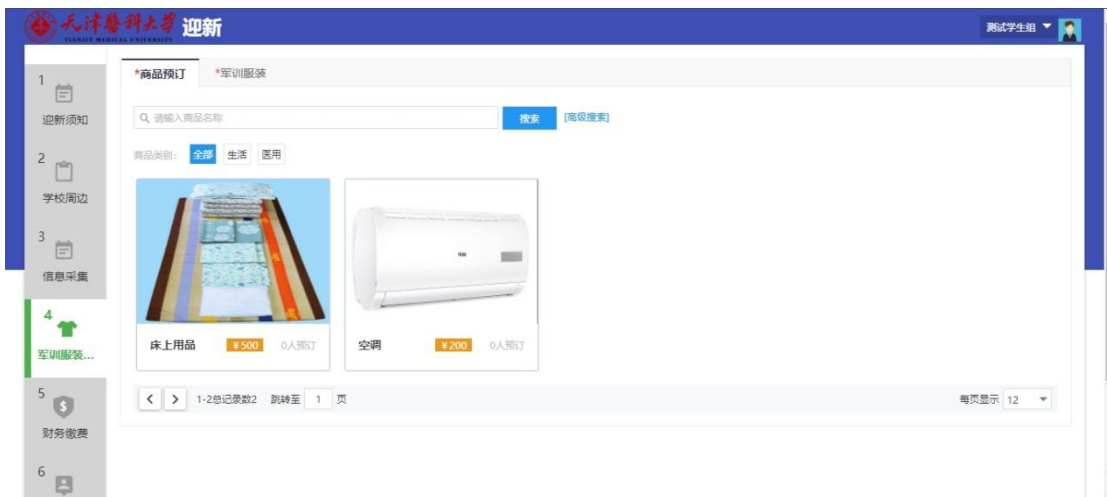 天津醫科大學 迎新
TIANJIN MEDICAL UNIVERSITY
测试学生组
1
迎新须知
2
学校周边
3
信息采集
4
军训服装...
5
财务缴费
6
*商品预订 *军训服装
请输入商品名称 搜索 [高级搜索]
商品类别： 全部 生活 医用
床上用品 ￥500 0人预订
空调 ￥200 0人预订
1-2总记录数2 跳转至 1 页
每页显示 12